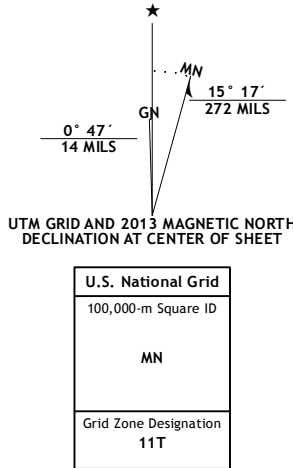 ★
MN
GN
15° 17´
272 MILS
0° 47´
14 MILS
UTM GRID AND 2013 MAGNETIC NORTH
DECLINATION AT CENTER OF SHEET
U.S. National Grid
100,000-m Square ID
MN
Grid Zone Designation
11T